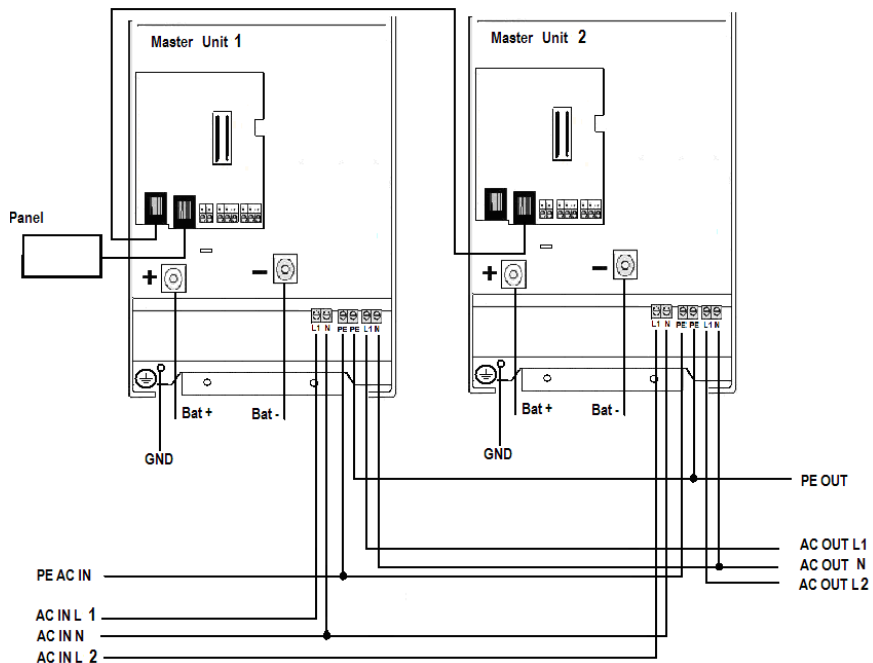 Master Unit 1
Master Unit 2
Panel
+
−
+
−
L1 N PE PE L1 N
L1 N PE PE L1 N
Bat +
Bat -
Bat +
Bat -
GND
GND
PE OUT
AC OUT L1
AC OUT N
AC OUT L2
PE AC IN
AC IN L 1
AC IN N
AC IN L 2